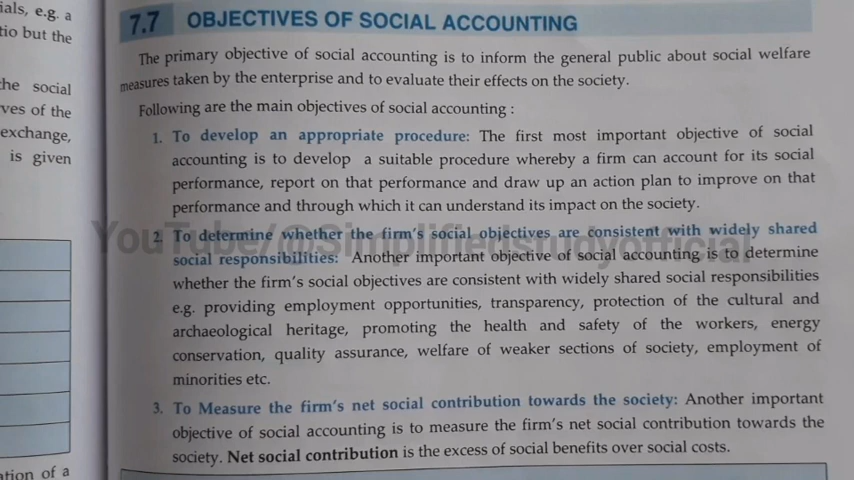 ials, e.g. a
tio but the
he social
ves of the
exchange,
is given
ation of a
7.7 OBJECTIVES OF SOCIAL ACCOUNTING
The primary objective of social accounting is to inform the general public about social welfare
measures taken by the enterprise and to evaluate their effects on the society.
Following are the main objectives of social accounting :
1. To develop an appropriate procedure: The first most important objective of social
accounting is to develop a suitable procedure whereby a firm can account for its social
performance, report on that performance and draw up an action plan to improve on that
performance and through which it can understand its impact on the society.
YouTube/@Simplifiedstudyofficial
2. To determine whether the firm's social objectives are consistent with widely shared
social responsibilities: Another important objective of social accounting is to determine
whether the firm's social objectives are consistent with widely shared social responsibilities
e.g. providing employment opportunities, transparency, protection of the cultural and
archaeological heritage, promoting the health and safety of the workers, energy
conservation, quality assurance, welfare of weaker sections of society, employment of
minorities etc.
3. To Measure the firm's net social contribution towards the society: Another important
objective of social accounting is to measure the firm's net social contribution towards the
society. Net social contribution is the excess of social benefits over social costs.